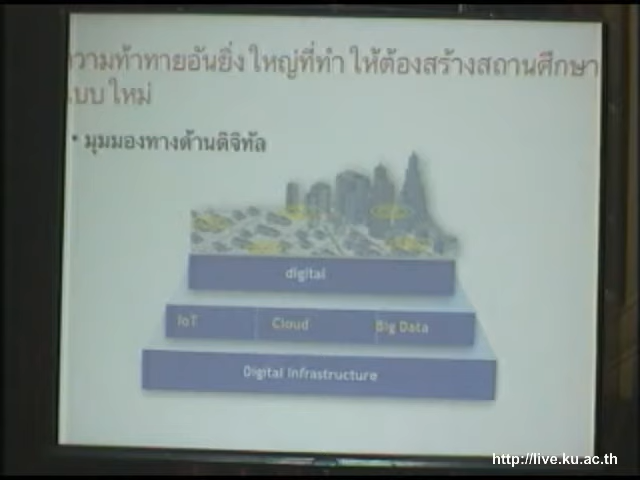 ความท้าทายอันยิ่งใหญ่ที่ทำให้ต้องสร้างสถานศึกษา
แบบใหม่
• มุมมองทางด้านดิจิทัล
digital
IoT Cloud Big Data
Digital Infrastructure
http://live.ku.ac.th